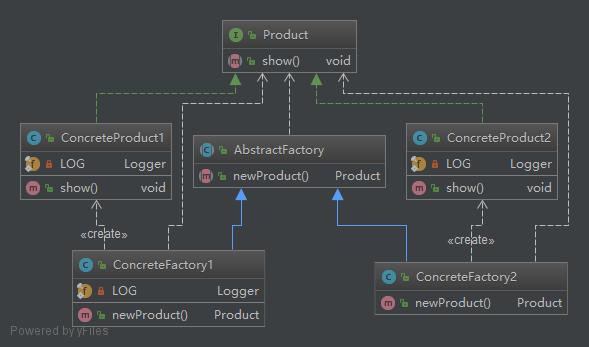 Product
show() void
ConcreteProduct1
LOG Logger
show() void
AbstractFactory
newProduct() Product
ConcreteProduct2
LOG Logger
show() void
«create»
«create»
ConcreteFactory1
LOG Logger
newProduct() Product
ConcreteFactory2
newProduct() Product
Powered by yFiles